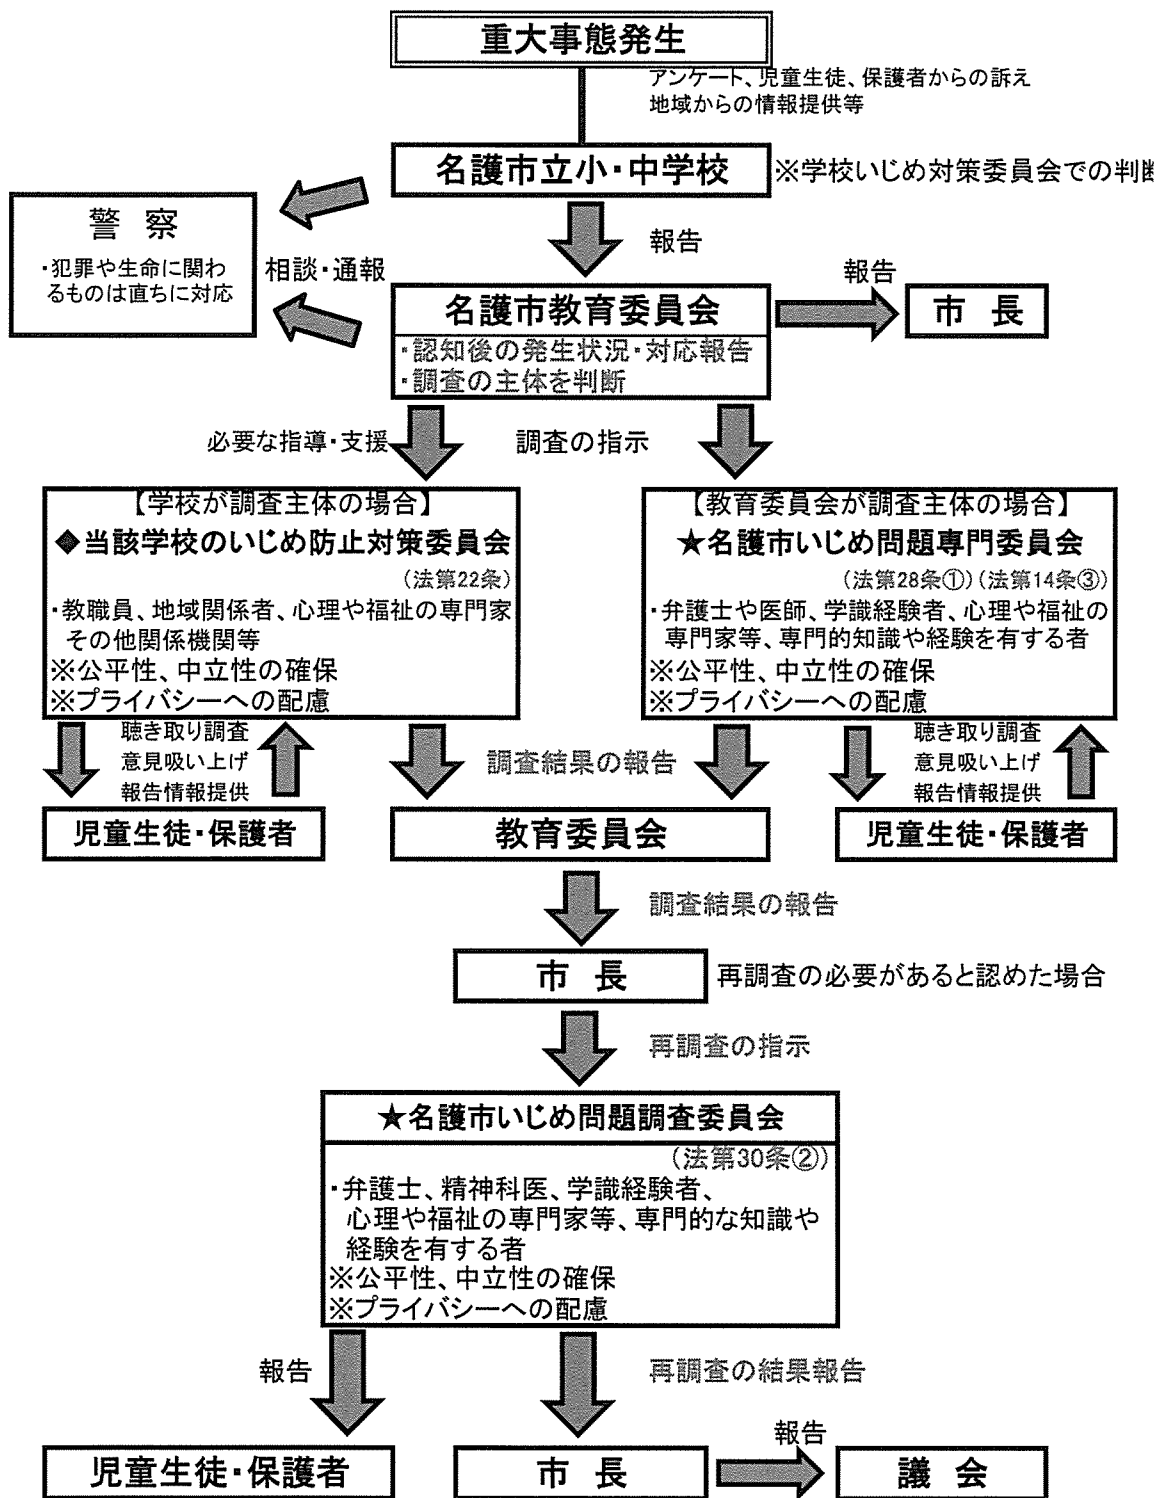 重大事態発生
アンケート、児童生徒、保護者からの訴え
地域からの情報提供等
名護市立小・中学校
※学校いじめ対策委員会での判断
警 察
・犯罪や生命に関わ
るものは直ちに対応
相談・通報
報告
名護市教育委員会
・認知後の発生状況・対応報告
・調査の主体を判断
報告
市 長
必要な指導・支援
調査の指示
【学校が調査主体の場合】
◆当該学校のいじめ防止対策委員会
(法第22条)
・教職員、地域関係者、心理や福祉の専門家
その他関係機関等
※公平性、中立性の確保
※プライバシーへの配慮
【教育委員会が調査主体の場合】
★名護市いじめ問題専門委員会
(法第28条①)(法第14条③)
・弁護士や医師、学識経験者、心理や福祉の
専門家等、専門的知識や経験を有する者
※公平性、中立性の確保
※プライバシーへの配慮
聴き取り調査
意見吸い上げ
報告情報提供
調査結果の報告
聴き取り調査
意見吸い上げ
報告情報提供
児童生徒・保護者
教育委員会
児童生徒・保護者
調査結果の報告
市 長
再調査の必要があると認めた場合
再調査の指示
★名護市いじめ問題調査委員会
(法第30条②)
・弁護士、精神科医、学識経験者、
心理や福祉の専門家等、専門的な知識や
経験を有する者
※公平性、中立性の確保
※プライバシーへの配慮
報告
再調査の結果報告
児童生徒・保護者
市 長
報告
議 会